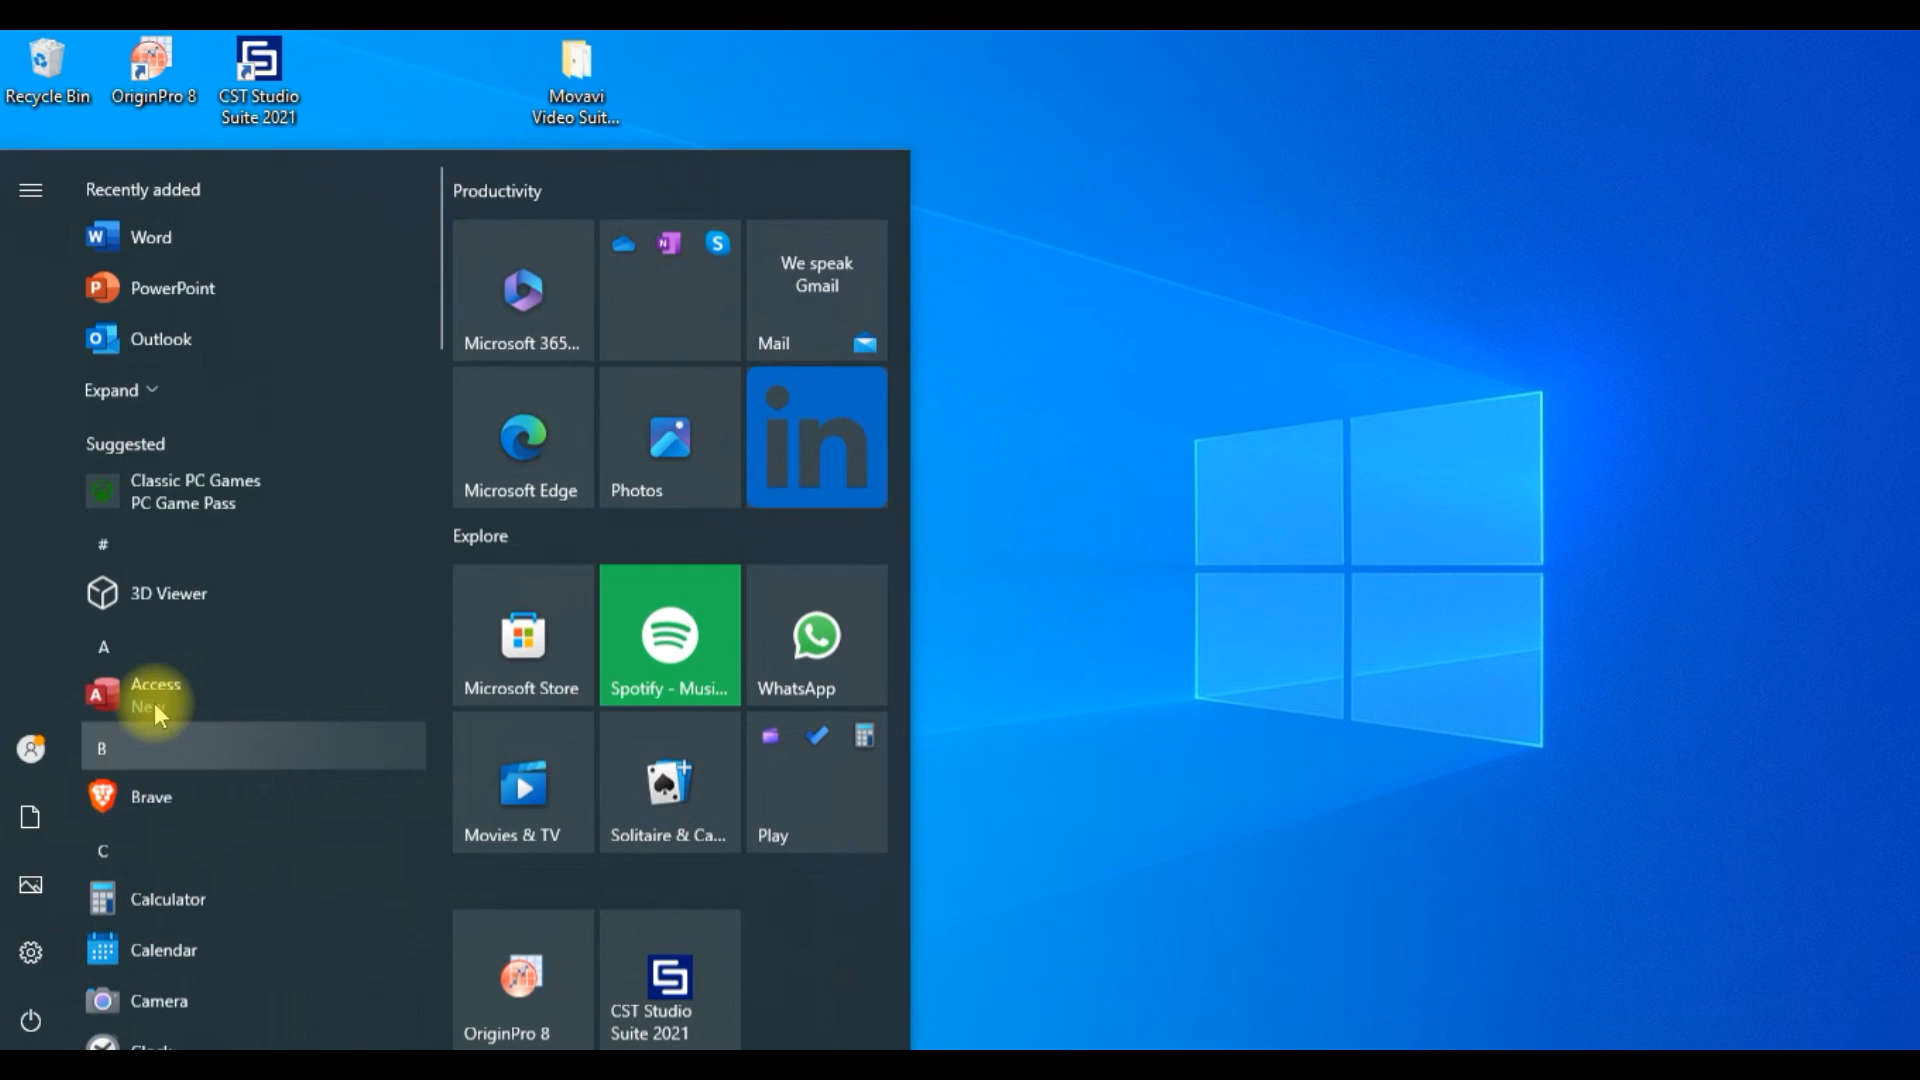 Recycle Bin
OriginPro 8
CST Studio
Suite 2021
Movavi
Video Suit...
Recently added
Word
PowerPoint
Outlook
Expand
Suggested
Classic PC Games
PC Game Pass
#
3D Viewer
A
Access
New
B
Brave
C
Calculator
Calendar
Camera
Productivity
Microsoft 365...
We speak
Gmail
Mail
Microsoft Edge
Photos
in
Explore
Microsoft Store
Spotify - Musi...
WhatsApp
Movies & TV
Solitaire & Ca...
Play
OriginPro 8
CST Studio
Suite 2021